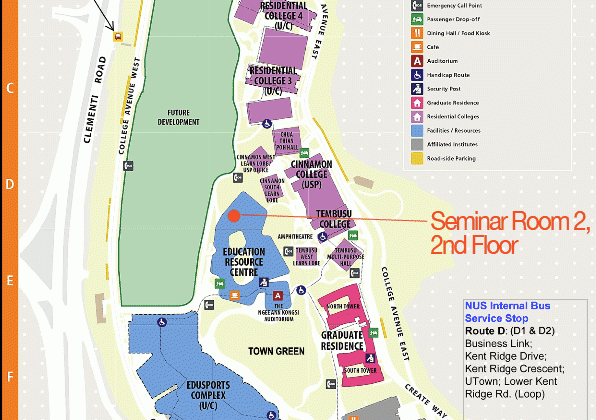 RESIDENTIAL
COLLEGE 4
(U/C)
AVENUE EAST
RESIDENTIAL
COLLEGE 3
(U/C)
C
CLEMENTI ROAD
COLLEGE AVENUE WEST
FUTURE
DEVELOPMENT
CHUA
THIAN
POH HALL
CINNAMON WEST
LEARN LOBE/
USP OFFICE
CINNAMON
SOUTH
LEARN
LOBE
CINNAMON
COLLEGE
(USP)
D
TEMBUSU
COLLEGE
AMPHITHEATRE
TEMBUSU
WEST
LEARN LOBE
TEMBUSU
MULTI-PURPOSE
HALL
Seminar Room 2,
2nd Floor
EDUCATION
RESOURCE
CENTRE
E
A
THE
NGEE ANN KONGSI
AUDITORIUM
NORTH TOWER
GRADUATE
RESIDENCE
SOUTH TOWER
COLLEGE AVENUE EAST
TOWN GREEN
F
EDUSPORTS
COMPLEX
(U/C)
CREATE WAY
Emergency Call Point
Passenger Drop-off
Dining Hall / Food Kiosk
Cafe
A Auditorium
Handicap Route
Security Post
Graduate Residence
Residential Colleges
Facilities / Resources
Affiliated Institutes
Road-side Parking
NUS Internal Bus
Service Stop
Route D: (D1 & D2)
Business Link;
Kent Ridge Drive;
Kent Ridge Crescent;
UTown; Lower Kent
Ridge Rd. (Loop)